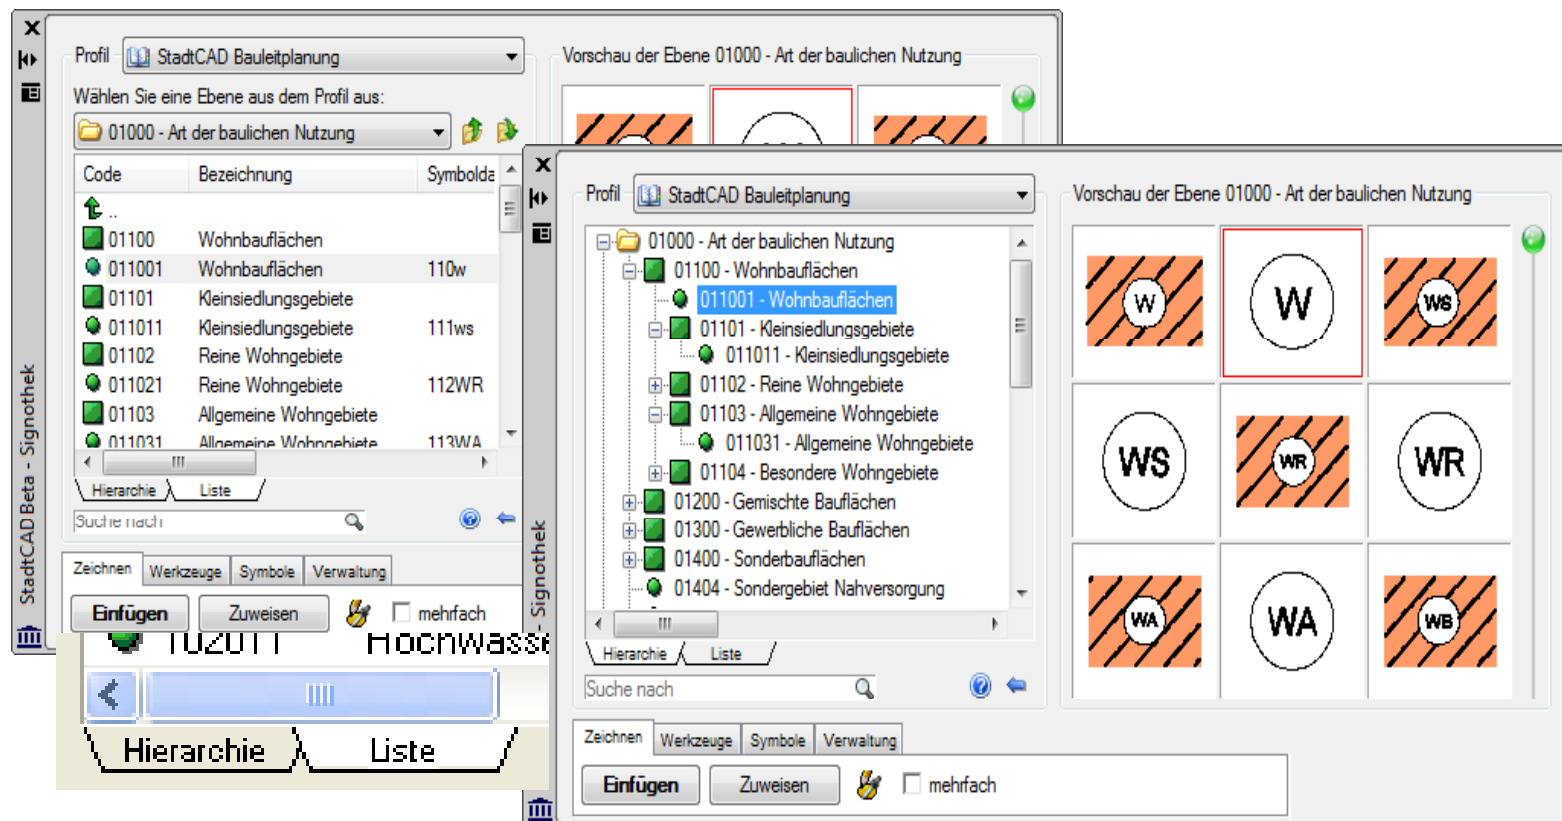 StadtCAD Beta - Signothek
Profil
StadtCAD Bauleitplanung
Vorschau der Ebene 01000 - Art der baulichen Nutzung
Wählen Sie eine Ebene aus dem Profil aus:
01000 - Art der baulichen Nutzung
Code Bezeichnung Symbolda
..
01100 Wohnbauflächen
011001 Wohnbauflächen 110w
01101 Kleinsiedlungsgebiete
011011 Kleinsiedlungsgebiete 111ws
01102 Reine Wohngebiete
011021 Reine Wohngebiete 112WR
01103 Allgemeine Wohngebiete
011031 Allgemeine Wohngebiete 113WA
Hierarchie Liste
Suche nach
Zeichnen Werkzeuge Symbole Verwaltung
Einfügen Zuweisen mehrfach
102011 Hochwasse
Hierarchie Liste
- Signothek
Profil
StadtCAD Bauleitplanung
01000 - Art der baulichen Nutzung
01100 - Wohnbauflächen
011001 - Wohnbauflächen
01101 - Kleinsiedlungsgebiete
011011 - Kleinsiedlungsgebiete
01102 - Reine Wohngebiete
01103 - Allgemeine Wohngebiete
011031 - Allgemeine Wohngebiete
01104 - Besondere Wohngebiete
01200 - Gemischte Bauflächen
01300 - Gewerbliche Bauflächen
01400 - Sonderbauflächen
01404 - Sondergebiet Nahversorgung
Hierarchie Liste
Suche nach
Vorschau der Ebene 01000 - Art der baulichen Nutzung
W W WS
WS WR WR
WA WA WB
Zeichnen Werkzeuge Symbole Verwaltung
Einfügen Zuweisen mehrfach